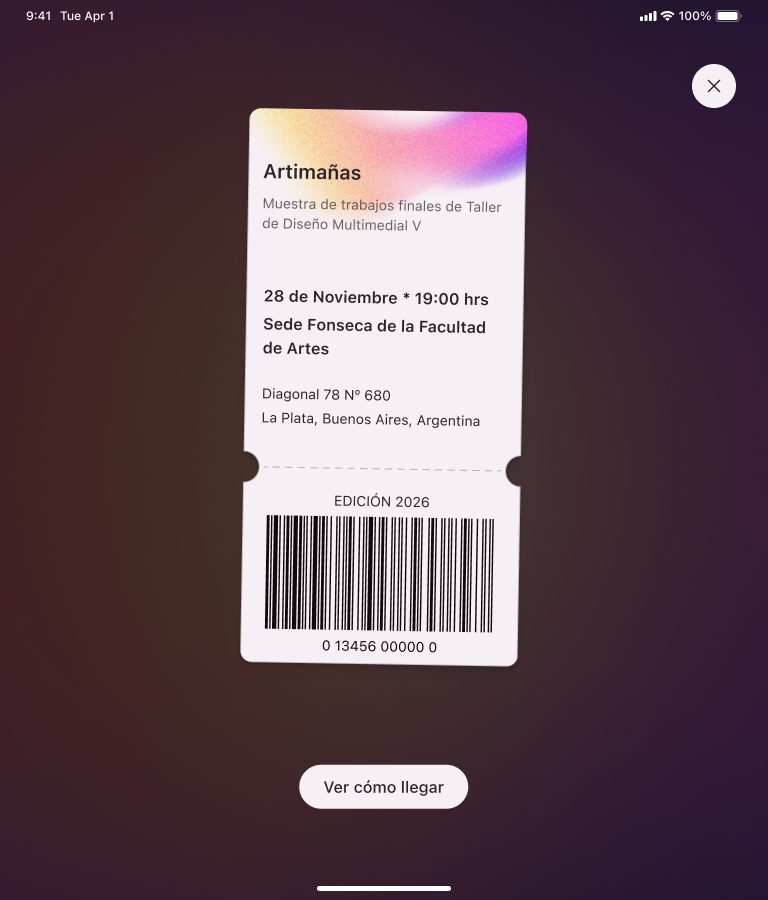 9:41 Tue Apr 1 100%
Artimañas
Muestra de trabajos finales de Taller
de Diseño Multimedial V
28 de Noviembre * 19:00 hrs
Sede Fonseca de la Facultad
de Artes
Diagonal 78 Nº 680
La Plata, Buenos Aires, Argentina
EDICIÓN 2026
0 13456 00000 0
Ver cómo llegar